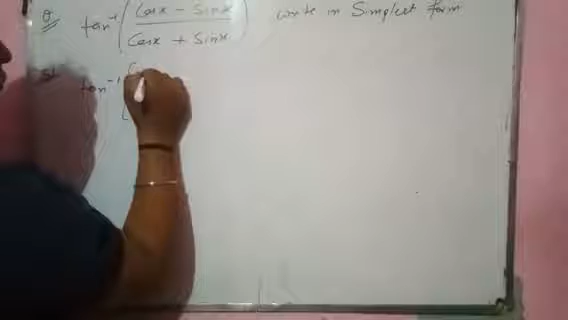 Q. tan⁻¹ ( Cosx - Sinx / Cosx + Sinx ) write in Simplest form
Sol tan⁻¹ (